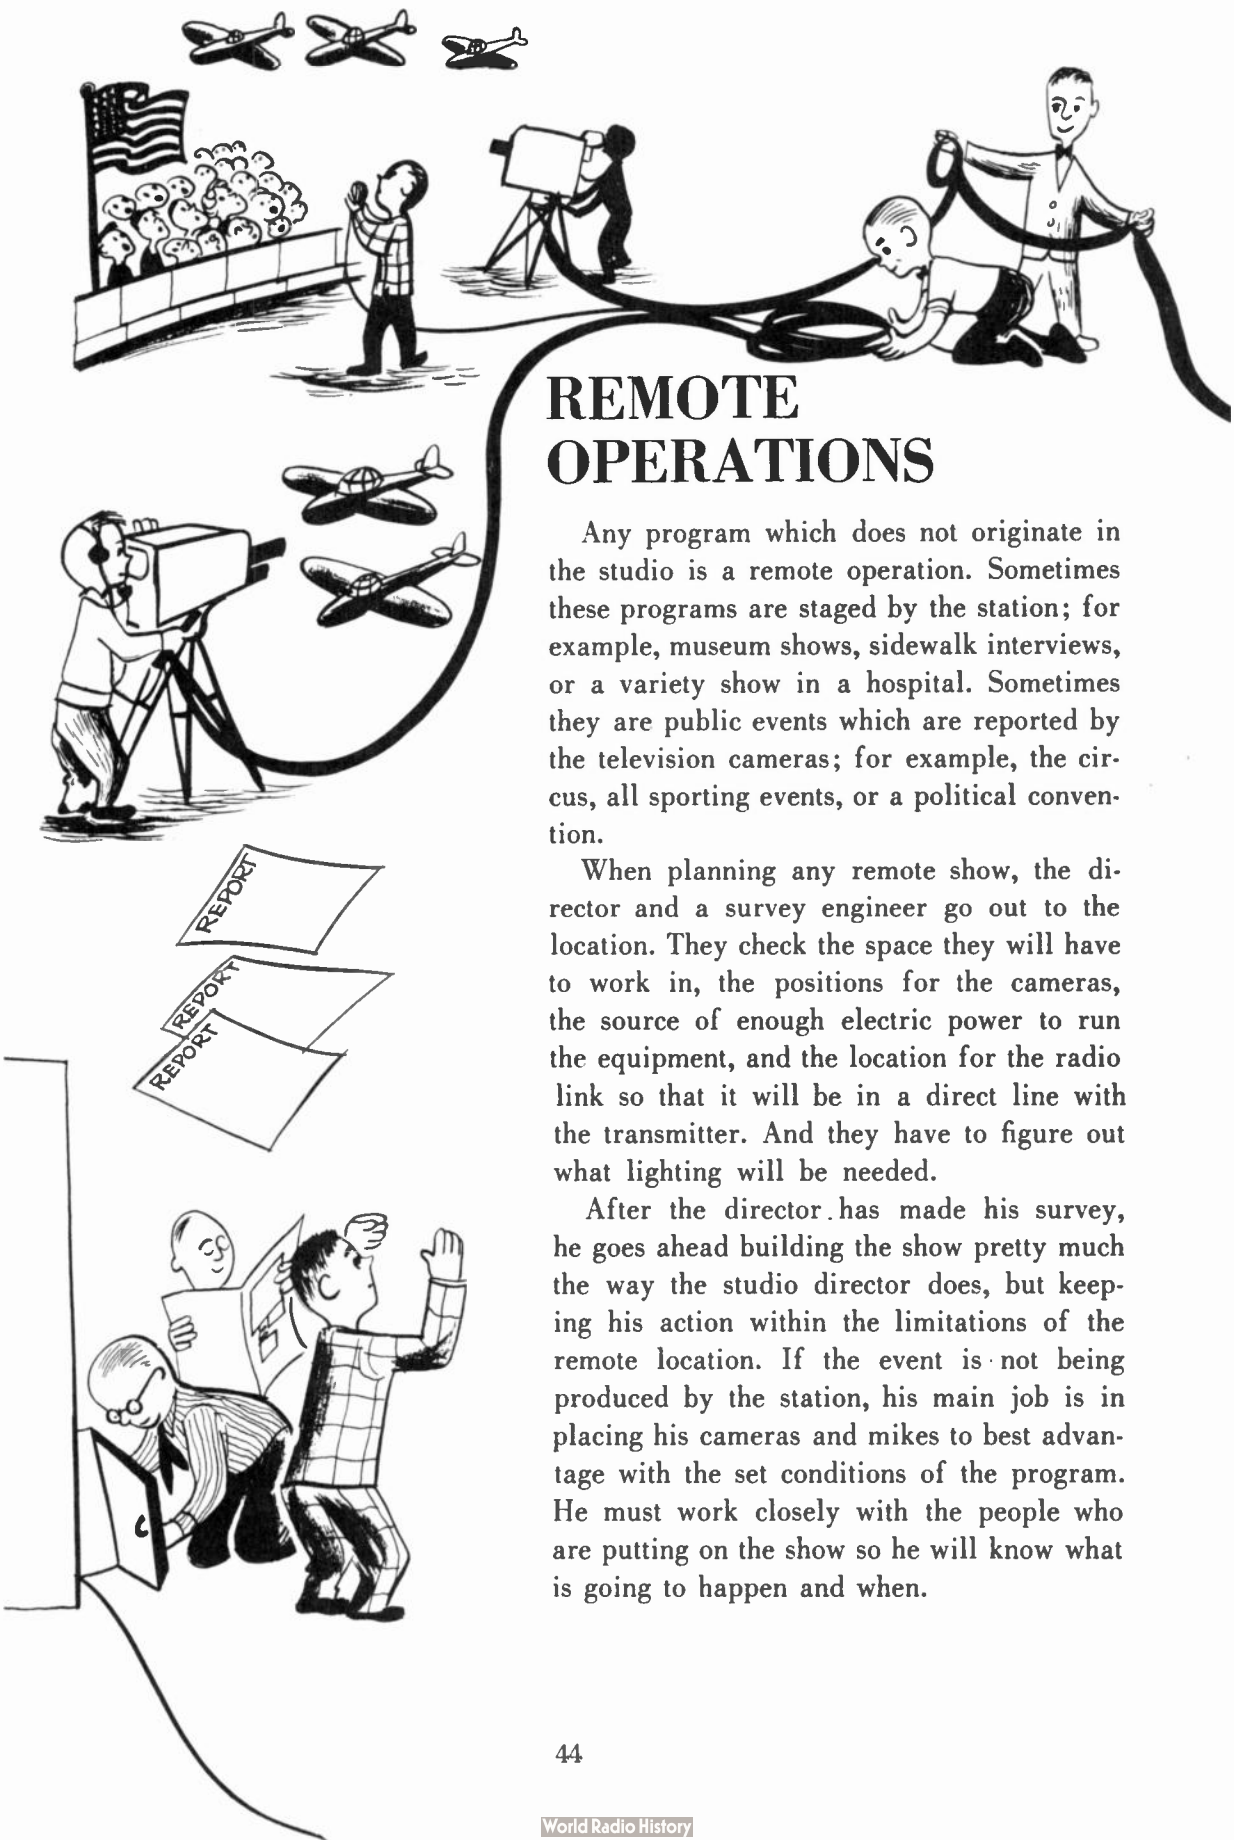 REMOTE
OPERATIONS
Any program which does not originate in
the studio is a remote operation. Sometimes
these programs are staged by the station; for
example, museum shows, sidewalk interviews,
or a variety show in a hospital. Sometimes
they are public events which are reported by
the television cameras; for example, the cir-
cus, all sporting events, or a political conven-
tion.
When planning any remote show, the di-
rector and a survey engineer go out to the
location. They check the space they will have
to work in, the positions for the cameras,
the source of enough electric power to run
the equipment, and the location for the radio
link so that it will be in a direct line with
the transmitter. And they have to figure out
what lighting will be needed.
After the director has made his survey,
he goes ahead building the show pretty much
the way the studio director does, but keep-
ing his action within the limitations of the
remote location. If the event is not being
produced by the station, his main job is in
placing his cameras and mikes to best advan-
tage with the set conditions of the program.
He must work closely with the people who
are putting on the show so he will know what
is going to happen and when.
REPORT
REPORT
REPORT
44
World Radio History